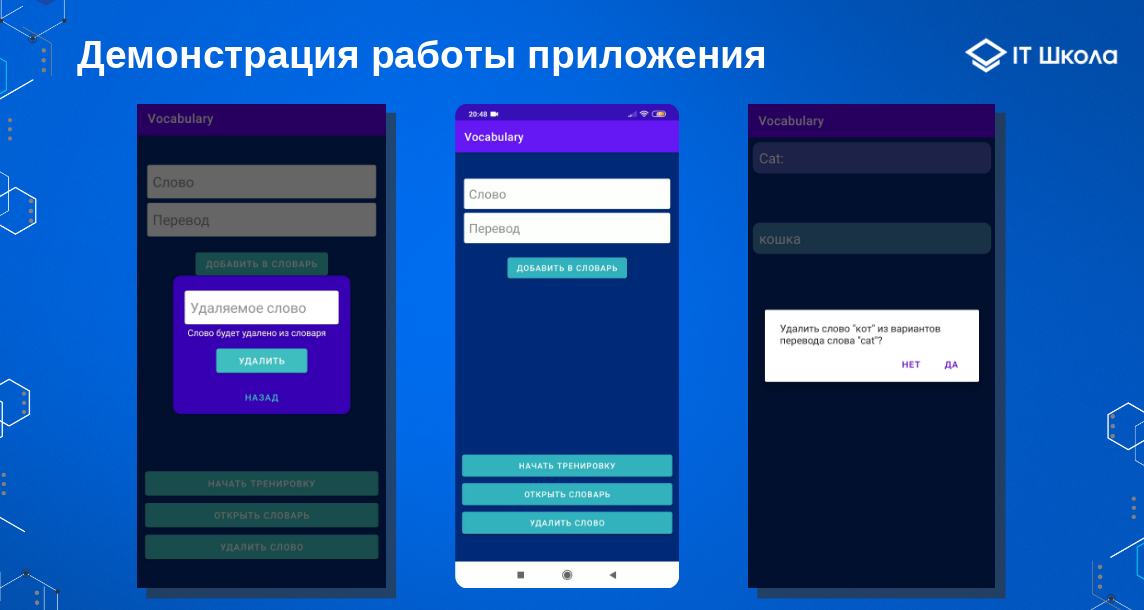 Демонстрация работы приложения
IT Школа
Vocabulary
Слово
Перевод
ДОБАВИТЬ В СЛОВАРЬ
Удаляемое слово
Слово будет удалено из словаря
УДАЛИТЬ
НАЗАД
НАЧАТЬ ТРЕНИРОВКУ
ОТКРЫТЬ СЛОВАРЬ
УДАЛИТЬ СЛОВО
20:48
Vocabulary
Слово
Перевод
ДОБАВИТЬ В СЛОВАРЬ
НАЧАТЬ ТРЕНИРОВКУ
ОТКРЫТЬ СЛОВАРЬ
УДАЛИТЬ СЛОВО
Vocabulary
Cat:
кошка
Удалить слово "кот" из вариантов
перевода слова "cat"?
НЕТ ДА